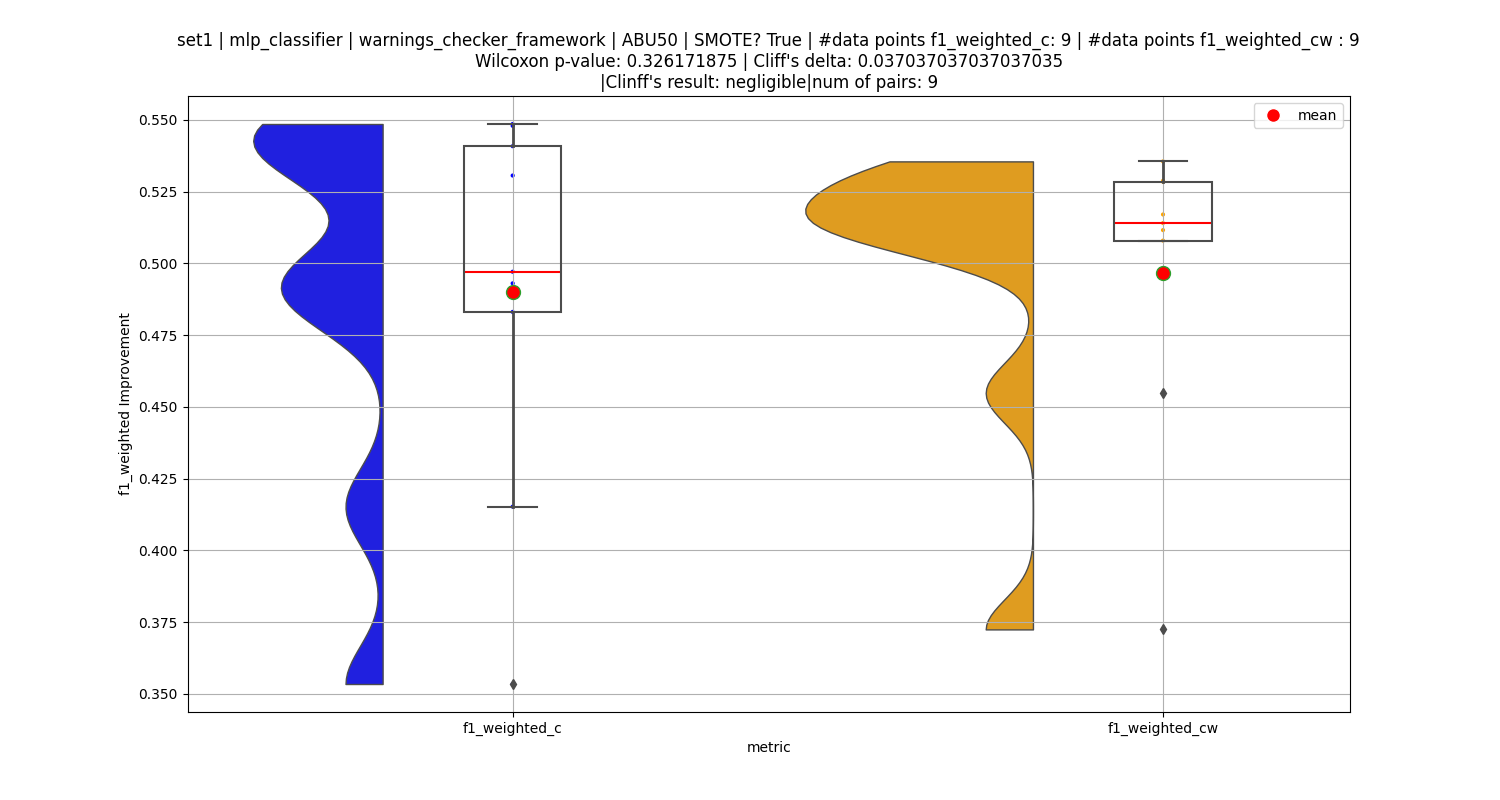 set1 | mlp_classifier | warnings_checker_framework | ABU50 | SMOTE? True | #data points f1_weighted_c: 9 | #data points f1_weighted_cw : 9
Wilcoxon p-value: 0.326171875 | Cliff's delta: 0.037037037037037035
|Clinff's result: negligible|num of pairs: 9
mean
f1_weighted Improvement
0.550
0.525
0.500
0.475
0.450
0.425
0.400
0.375
0.350
f1_weighted_c
f1_weighted_cw
metric